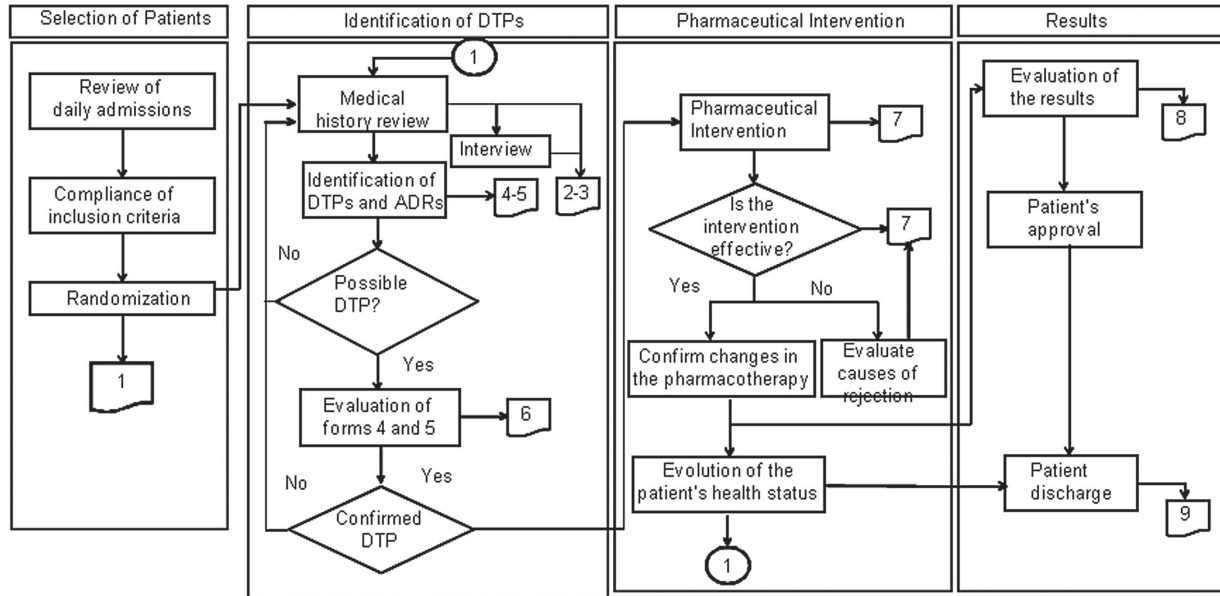 Selection of Patients
Identification of DTPs
Pharmaceutical Intervention
Results
Review of
daily admissions
Compliance of
inclusion criteria
Randomization
1
1
Medical
history review
Interview
Identification of
DTPs and ADRs
4-5
2-3
No
Possible
DTP?
Yes
Evaluation of
forms 4 and 5
6
No
Yes
Confirmed
DTP
Pharmaceutical
Intervention
7
Is the
intervention
effective?
7
Yes
No
Confirm changes in
the pharmacotherapy
Evaluate
causes of
rejection
Evolution of the
patient's health status
1
Evaluation of
the results
8
Patient's
approval
Patient
discharge
9